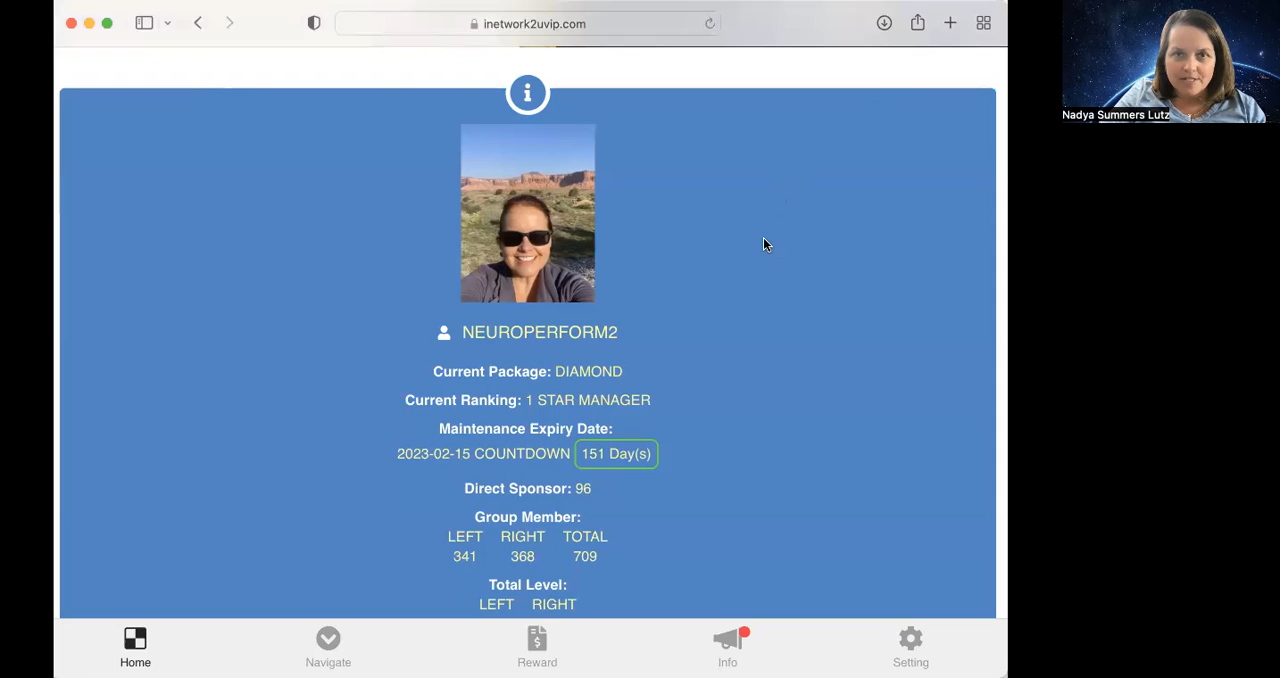 inetwork2uvip.com
Nadya Summers Lutz
NEUROPERFORM2
Current Package: DIAMOND
Current Ranking: 1 STAR MANAGER
Maintenance Expiry Date:
2023-02-15 COUNTDOWN 151 Day(s)
Direct Sponsor: 96
Group Member:
LEFT RIGHT TOTAL
341 368 709
Total Level:
LEFT RIGHT
Home Navigate Reward Info Setting